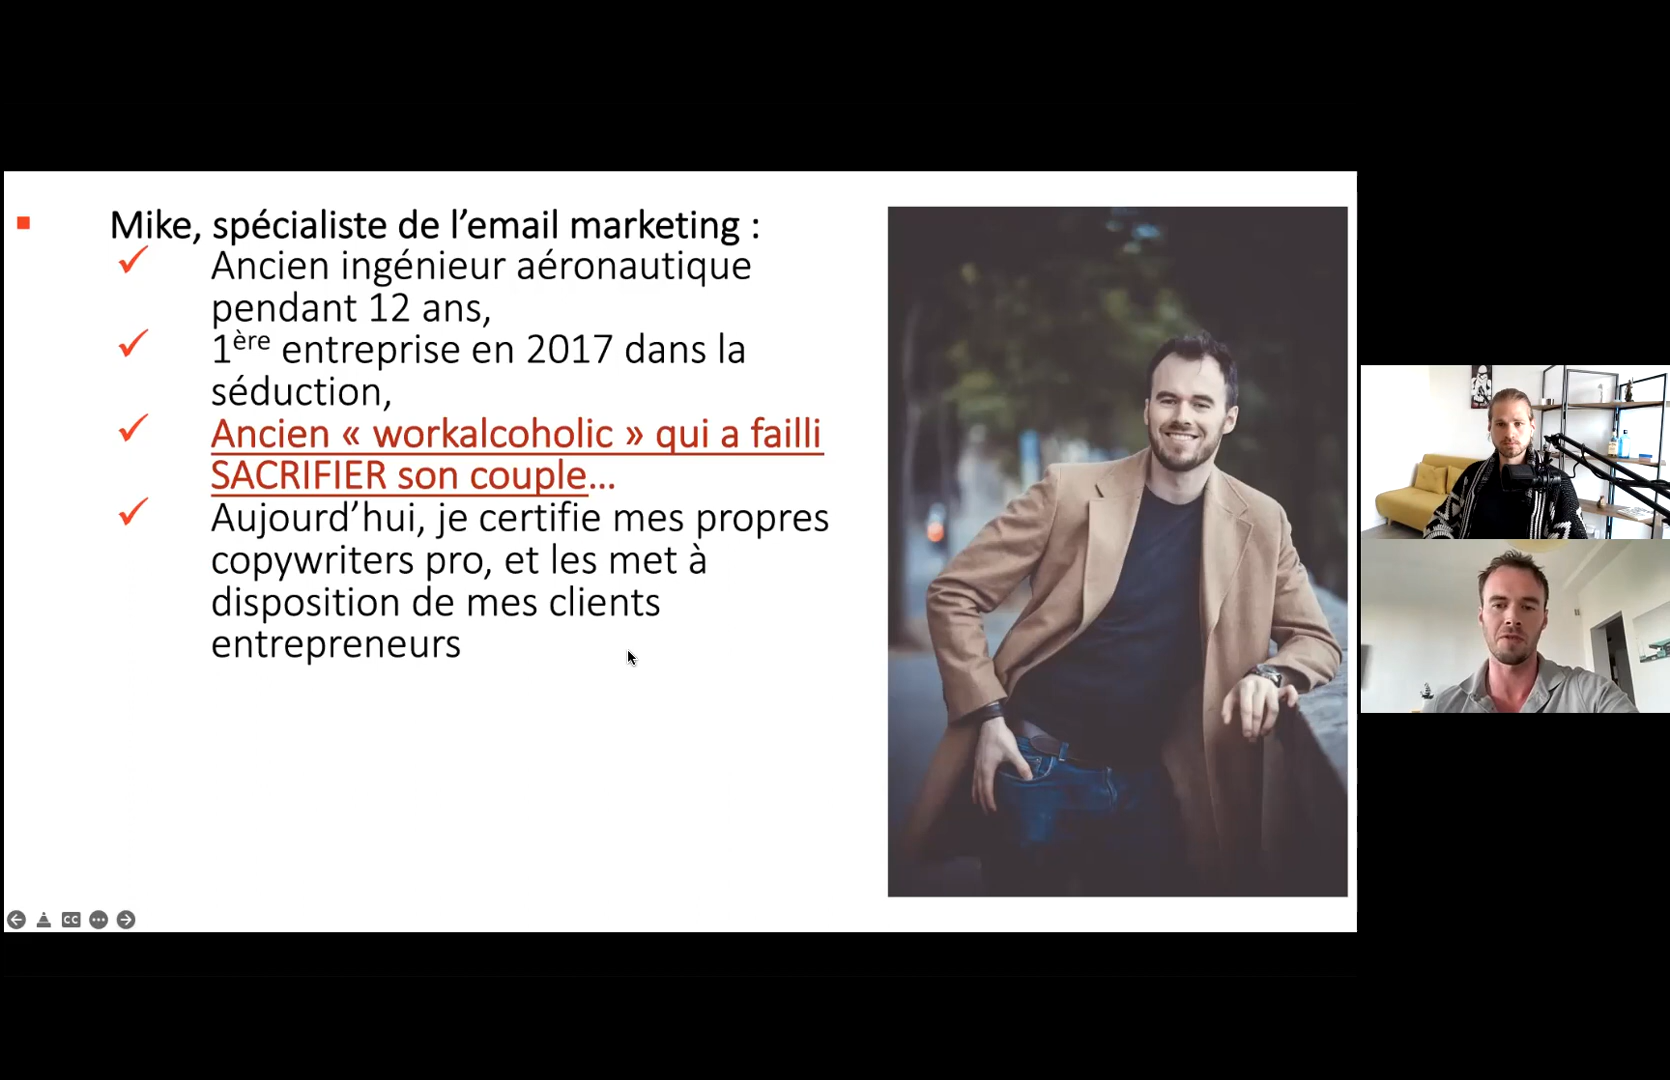 Mike, spécialiste de l’email marketing :
Ancien ingénieur aéronautique
pendant 12 ans,
1ère entreprise en 2017 dans la
séduction,
Ancien « workalcoholic » qui a failli
SACRIFIER son couple...
Aujourd’hui, je certifie mes propres
copywriters pro, et les met à
disposition de mes clients
entrepreneurs
CC